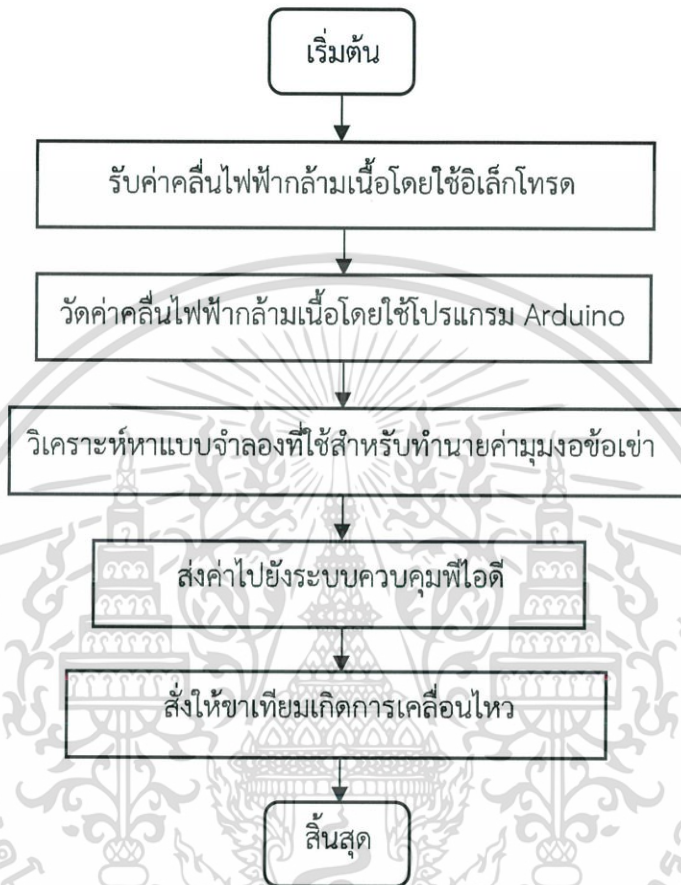 เริ่มต้น
รับค่าคลื่นไฟฟ้ากล้ามเนื้อโดยใช้อิเล็กโทรด
วัดค่าคลื่นไฟฟ้ากล้ามเนื้อโดยใช้โปรแกรม Arduino
วิเคราะห์หาแบบจำลองที่ใช้สำหรับทำนายค่ามุมงอข้อเข่า
ส่งค่าไปยังระบบควบคุมพีไอดี
สั่งให้ขาเทียมเกิดการเคลื่อนไหว
สิ้นสุด